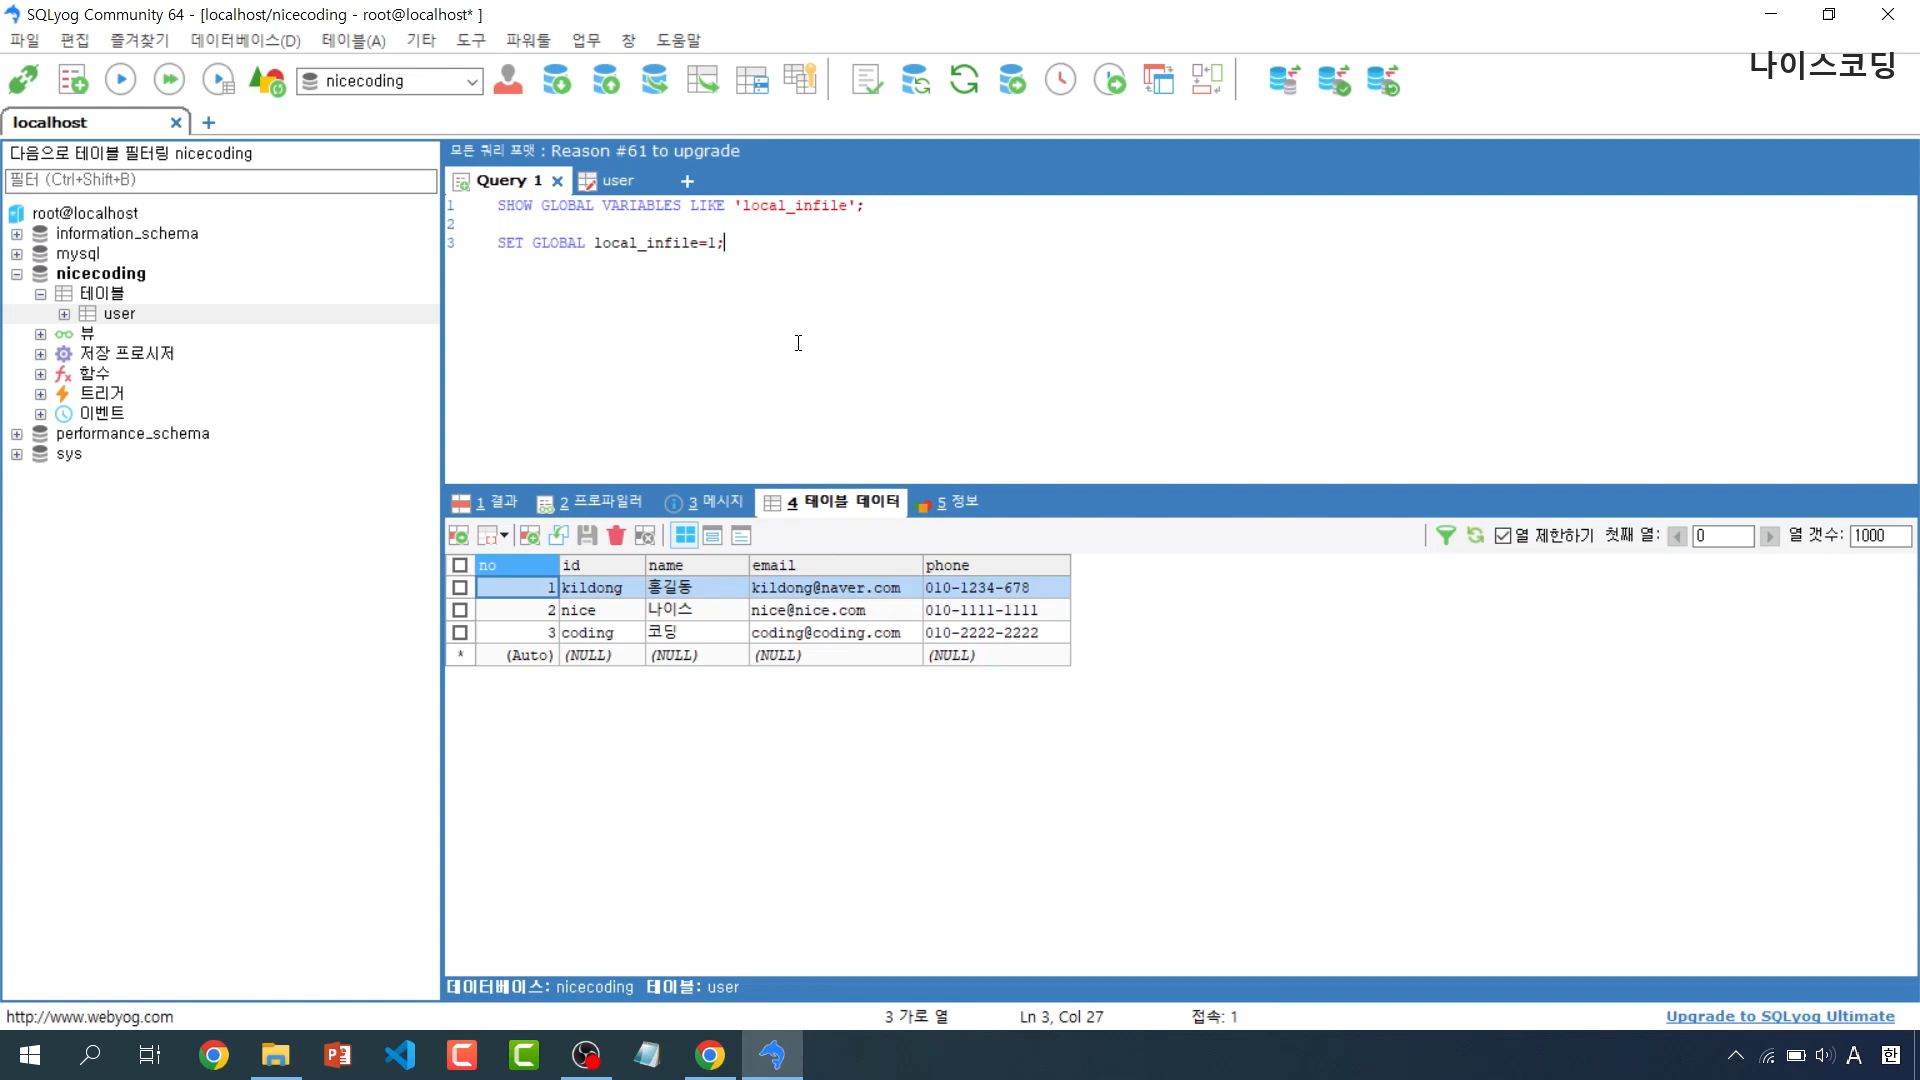 SQLyog Community 64 - [localhost/nicecoding - root@localhost* ]
파일 편집 즐겨찾기 데이터베이스(D) 테이블(A) 기타 도구 파워툴 업무 창 도움말
나이스코딩
nicecoding
localhost
다음으로 테이블 필터링 nicecoding
필터 (Ctrl+Shift+B)
root@localhost
information_schema
mysql
nicecoding
테이블
user
뷰
저장 프로시저
함수
트리거
이벤트
performance_schema
sys
모든 쿼리 포맷 : Reason #61 to upgrade
Query 1 user
1 SHOW GLOBAL VARIABLES LIKE 'local_infile';
2
3 SET GLOBAL local_infile=1;
1 결과 2 프로파일러 3 메시지 4 테이블 데이터 5 정보
열 제한하기 첫째 열: 0 열 갯수: 1000
no id name email phone
1 kildong 홍길동 kildong@naver.com 010-1234-678
2 nice 나이스 nice@nice.com 010-1111-1111
3 coding 코딩 coding@coding.com 010-2222-2222
* (Auto) (NULL) (NULL) (NULL) (NULL)
데이터베이스: nicecoding 테이블: user
http://www.webyog.com 3 가로 열 Ln 3, Col 27 접속: 1 Upgrade to SQLyog Ultimate
A 한